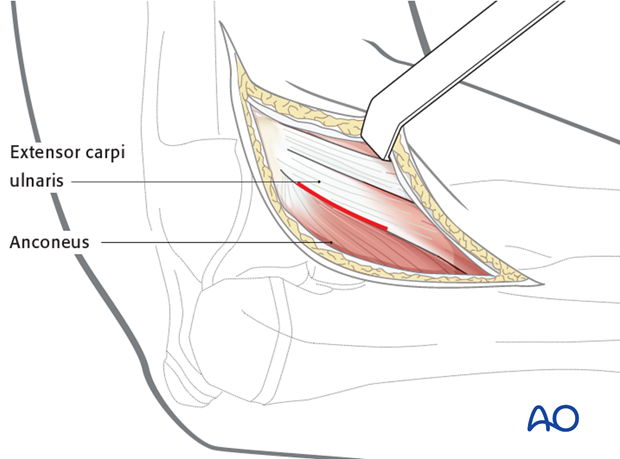 Extensor carpi
ulnaris
Anconeus
AO